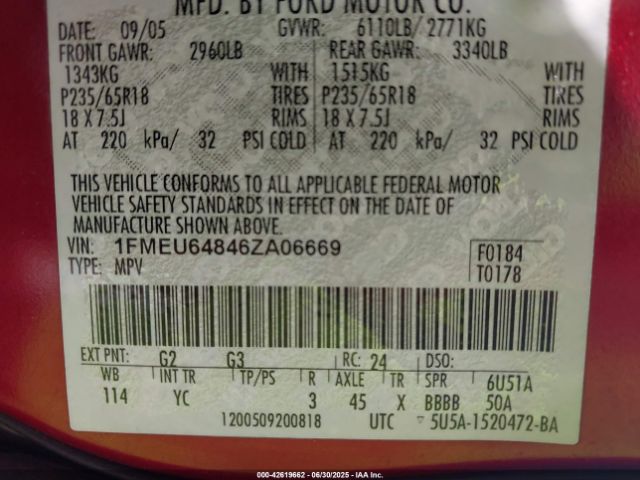 MFD. BY FORD MOTOR CO.
DATE: 09/05 GVWR: 6110LB/ 2771KG
FRONT GAWR: 2960LB REAR GAWR: 3340LB
1343KG WITH 1515KG WITH
P235/65R18 TIRES P235/65R18 TIRES
18 X 7.5J RIMS 18 X 7.5J RIMS
AT 220 kPa/ 32 PSI COLD AT 220 kPa/ 32 PSI COLD
THIS VEHICLE CONFORMS TO ALL APPLICABLE FEDERAL MOTOR
VEHICLE SAFETY STANDARDS IN EFFECT ON THE DATE OF
MANUFACTURE SHOWN ABOVE.
VIN: 1FMEU64846ZA06669 F0184
TYPE: MPV T0178
EXT PNT: G2 G3 RC: 24 DSO:
WB INT TR TP/PS R AXLE TR SPR 6U51A
114 YC 3 45 X BBBB 50A
1200509200818 UTC 5U5A-1520472-BA
000-42619662 - 06/30/2025 - IAAI-SALVAGE